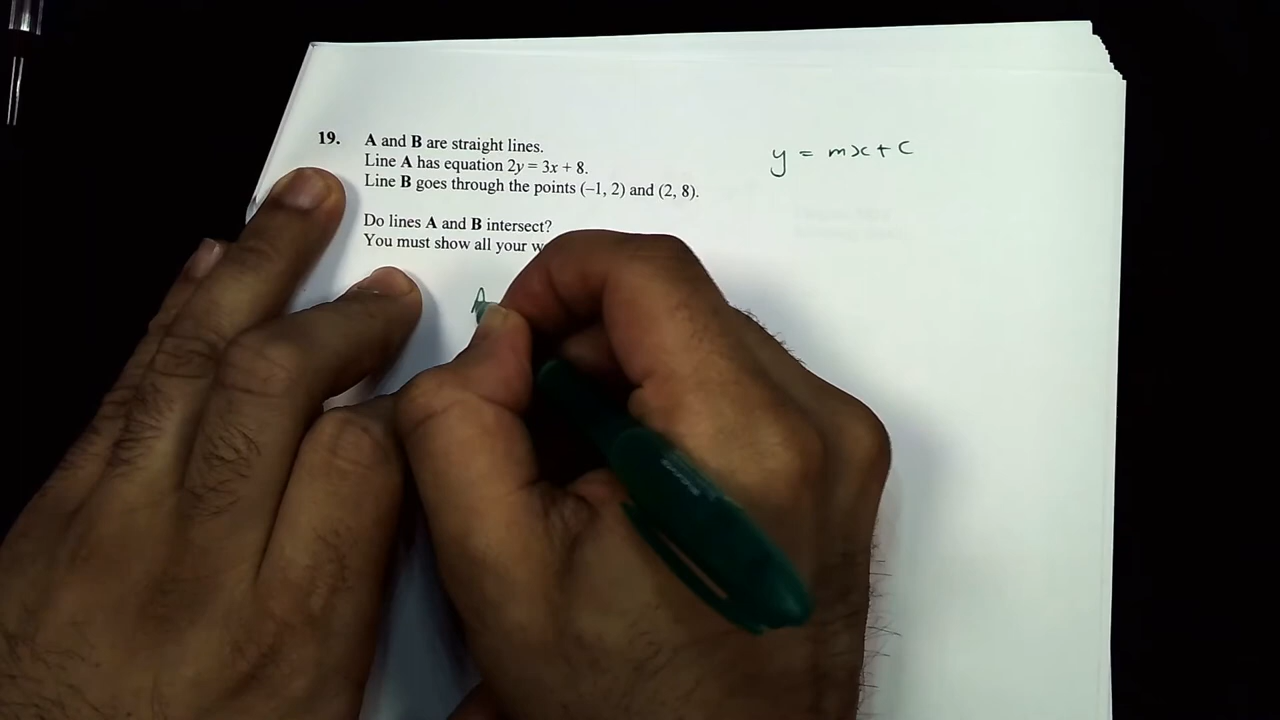 19. A and B are straight lines.
Line A has equation 2y = 3x + 8.
Line B goes through the points (–1, 2) and (2, 8).
Do lines A and B intersect?
You must show all your
y = mx + c
A